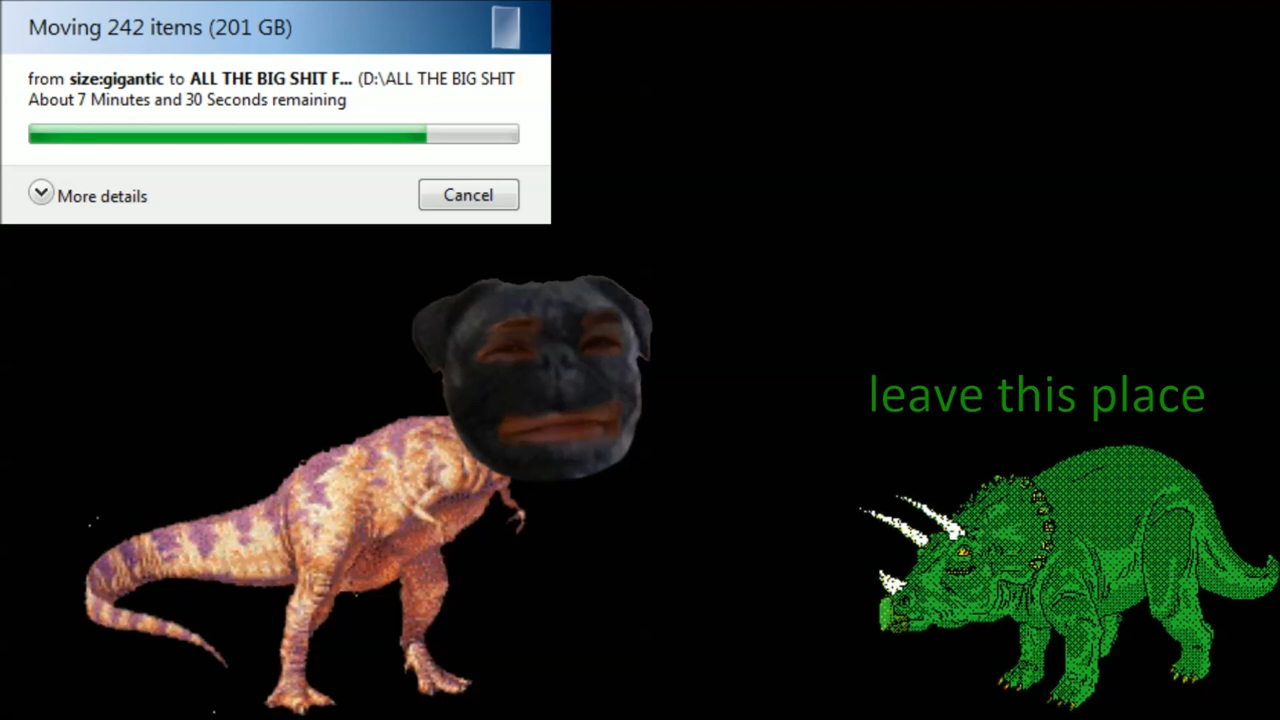 Moving 242 items (201 GB)
from size:gigantic to ALL THE BIG SHIT F... (D:\ALL THE BIG SHIT
About 7 Minutes and 30 Seconds remaining
More details
Cancel
leave this place